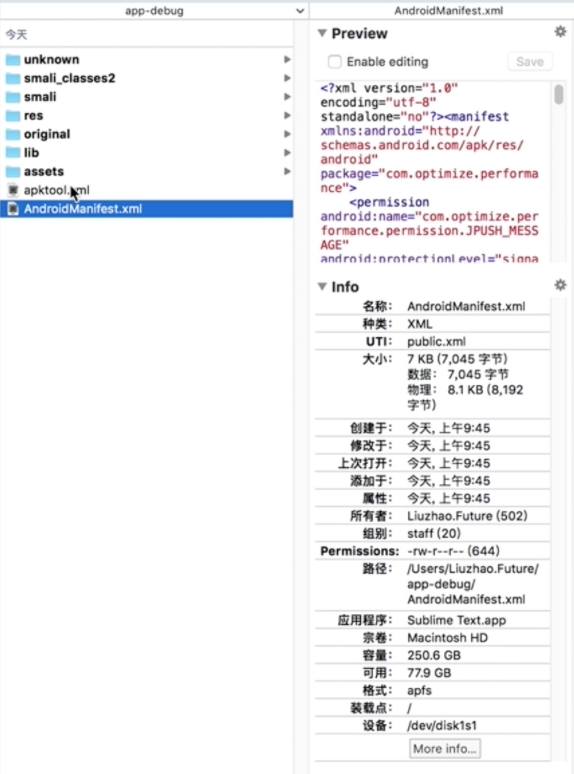 app-debug
AndroidManifest.xml
今天
unknown
smali_classes2
smali
res
original
lib
assets
AndroidManifest.xml
Preview
Enable editing
Save
<?xml version="1.0"
encoding="utf-8"
standalone="no"?><manifest
xmlns:android="http://
schemas.android.com/apk/res/
android"
package="com.optimize.performa
nce">
<permission
android:name="com.optimize.per
formance.permission.JPUSH_MESS
AGE"
android:protectionLevel="signa
Info
名称： AndroidManifest.xml
种类： XML
UTI： public.xml
大小： 7 KB (7,045 字节)
数据： 7,045 字节
物理： 8.1 KB (8,192
字节)
创建于： 今天, 上午9:45
修改于： 今天, 上午9:45
上次打开： 今天, 上午9:45
添加于： 今天, 上午9:45
属性： 今天, 上午9:45
所有者： Liuzhao.Future (502)
组别： staff (20)
Permissions: -rw-r--r-- (644)
路径： /Users/Liuzhao.Future/
app-debug/
AndroidManifest.xml
应用程序： Sublime Text.app
宗卷： Macintosh HD
容量： 250.6 GB
可用： 77.9 GB
格式： apfs
装载点： /
设备： /dev/disk1s1
More info...